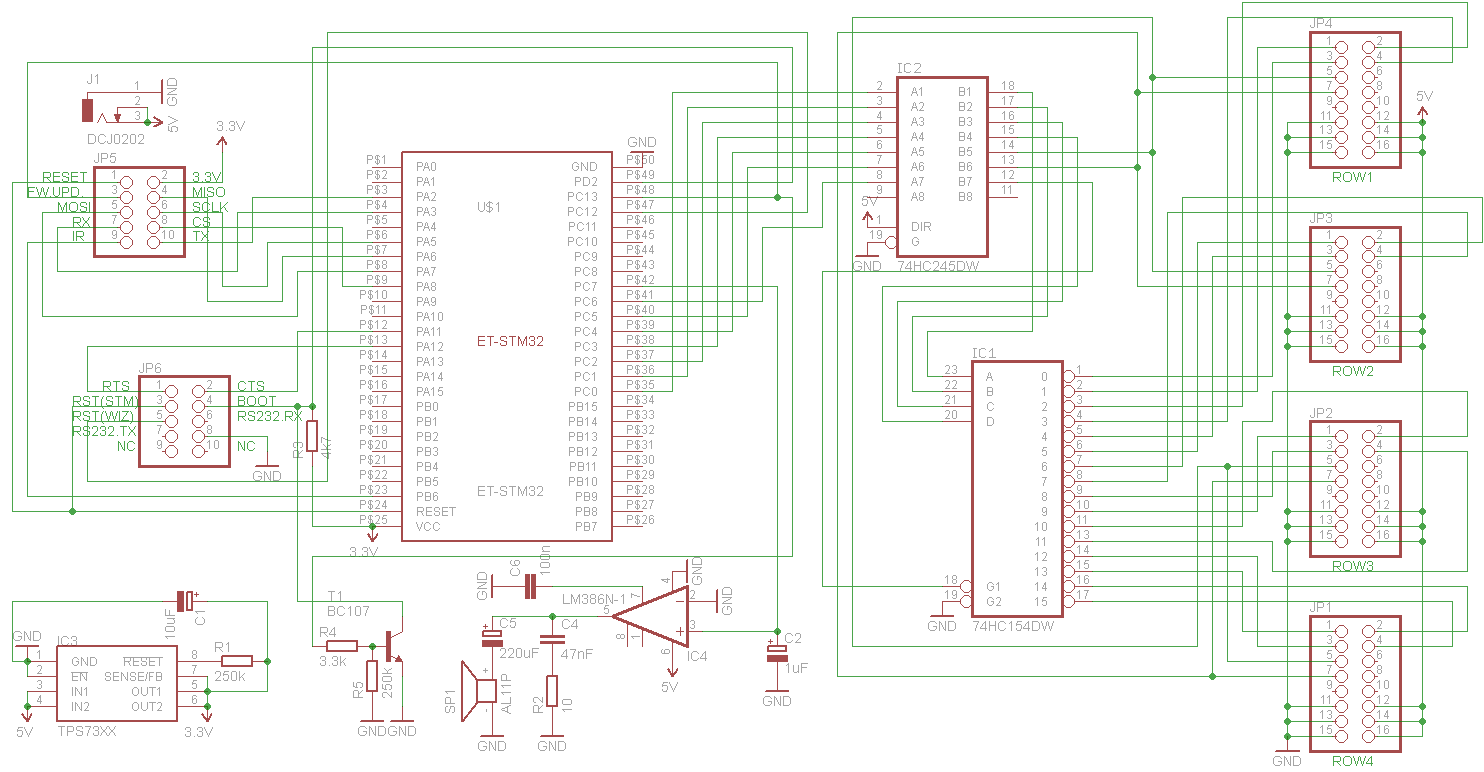 J1
1
2
3
GND
5V
DCJ0202
3.3V
JP5
RESET 1 2 3.3V
FW.UPD. 3 4 MISO
MOSI 5 6 SCLK
RX 7 8 CS
IR 9 10 TX
JP6
RTS 1 2 CTS
RST(STM) 3 4 BOOT
RST(WIZ) 5 6 RS232.RX
RS232.TX 7 8
NC 9 10 NC
GND
R3
4K7
3.3V
U$1
ET-STM32
ET-STM32
GND
P$1 PA0 GND P$50
P$2 PA1 PD2 P$49
P$3 PA2 PC13 P$48
P$4 PA3 PC12 P$47
P$5 PA4 PC11 P$46
P$6 PA5 PC10 P$45
P$7 PA6 PC9 P$44
P$8 PA7 PC8 P$43
P$9 PA8 PC7 P$42
P$10 PA9 PC6 P$41
P$11 PA10 PC5 P$40
P$12 PA11 PC4 P$39
P$13 PA12 PC3 P$38
P$14 PA13 PC2 P$37
P$15 PA14 PC1 P$36
P$16 PA15 PC0 P$35
P$17 PB0 PB15 P$34
P$18 PB1 PB14 P$33
P$19 PB2 PB13 P$32
P$20 PB3 PB12 P$31
P$21 PB4 PB11 P$30
P$22 PB5 PB10 P$29
P$23 PB6 PB9 P$28
P$24 RESET PB8 P$27
P$25 VCC PB7 P$26
IC2
2 A1 B1 18
3 A2 B2 17
4 A3 B3 16
5 A4 B4 15
6 A5 B5 14
7 A6 B6 13
8 A7 B7 12
9 A8 B8 11
5V
1 DIR
19 G
GND
74HC245DW
IC1
23 A 0 1
22 B 1 2
21 C 2 3
20 D 3 4
4 5
5 6
6 7
7 8
8 9
9 10
10 11
11 13
12 14
13 15
18 G1 14 16
19 G2 15 17
GND
74HC154DW
JP4
1 2
3 4
5 6
7 8
9 10
11 12
13 14
15 16
ROW1
5V
JP3
1 2
3 4
5 6
7 8
9 10
11 12
13 14
15 16
ROW2
JP2
1 2
3 4
5 6
7 8
9 10
11 12
13 14
15 16
ROW3
JP1
1 2
3 4
5 6
7 8
9 10
11 12
13 14
15 16
ROW4
GND
GND
IC3
10uF
C1
+
R1
250k
1 GND RESET 8
2 EN SENSE/FB 7
3 IN1 OUT1 5
4 IN2 OUT2 6
5V
TPS73XX
3.3V
T1
BC107
R4
3.3k
R5
250k
GND
GND
GND
C6
100n
LM386N-1
IC4
7
5
8
1
4
2
3
6
GND
GND
5V
C5
220uF
C4
47nF
SP1
AL11P
+
-
R2
10
GND
GND
C2
1uF
GND